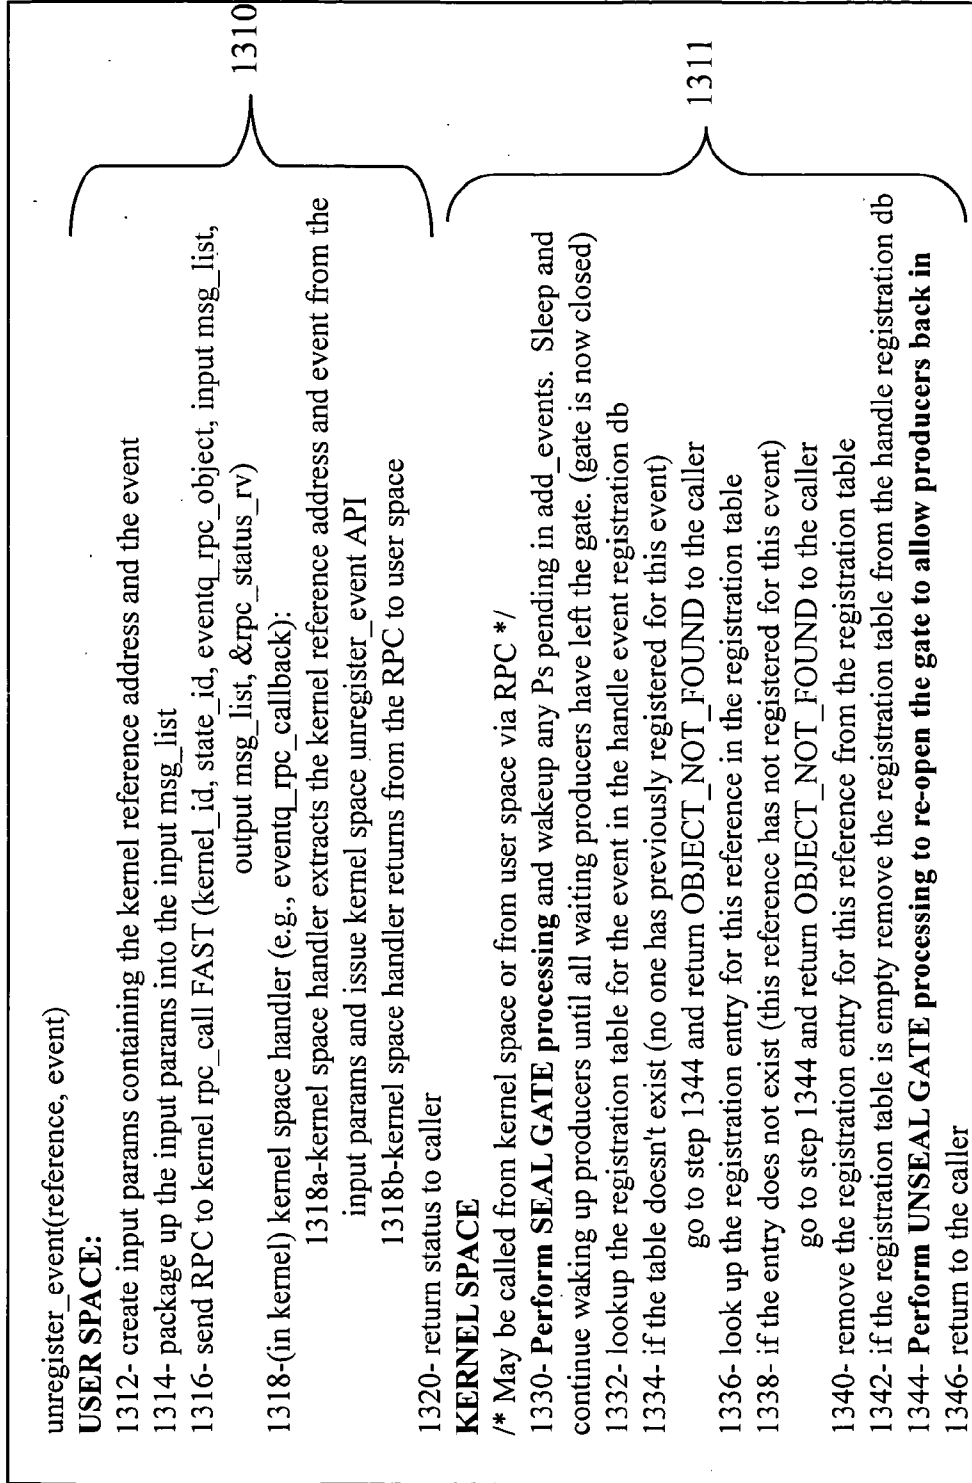 unregister_event(reference, event)
USER SPACE:
1312- create input params containing the kernel reference address and the event
1314- package up the input params into the input msg_list
1316- send RPC to kernel rpc_call FAST (kernel_id, state_id, eventq_rpc_object, input msg_list,
output msg_list, &rpc_status_rv)
1318-(in kernel) kernel space handler (e.g., eventq_rpc_callback):
1318a-kernel space handler extracts the kernel reference address and event from the
input params and issue kernel space unregister_event API
1318b-kernel space handler returns from the RPC to user space
1320- return status to caller
1310
KERNEL SPACE
/* May be called from kernel space or from user space via RPC */
1330- Perform SEAL GATE processing and wakeup any Ps pending in add_events. Sleep and
continue waking up producers until all waiting producers have left the gate. (gate is now closed)
1332- lookup the registration table for the event in the handle event registration db
1334- if the table doesn't exist (no one has previously registered for this event)
go to step 1344 and return OBJECT_NOT_FOUND to the caller
1336- look up the registration entry for this reference in the registration table
1338- if the entry does not exist (this reference has not registered for this event)
go to step 1344 and return OBJECT_NOT_FOUND to the caller
1340- remove the registration entry for this reference from the registration table
1342- if the registration table is empty remove the registration table from the handle registration db
1344- Perform UNSEAL GATE processing to re-open the gate to allow producers back in
1346- return to the caller
1311